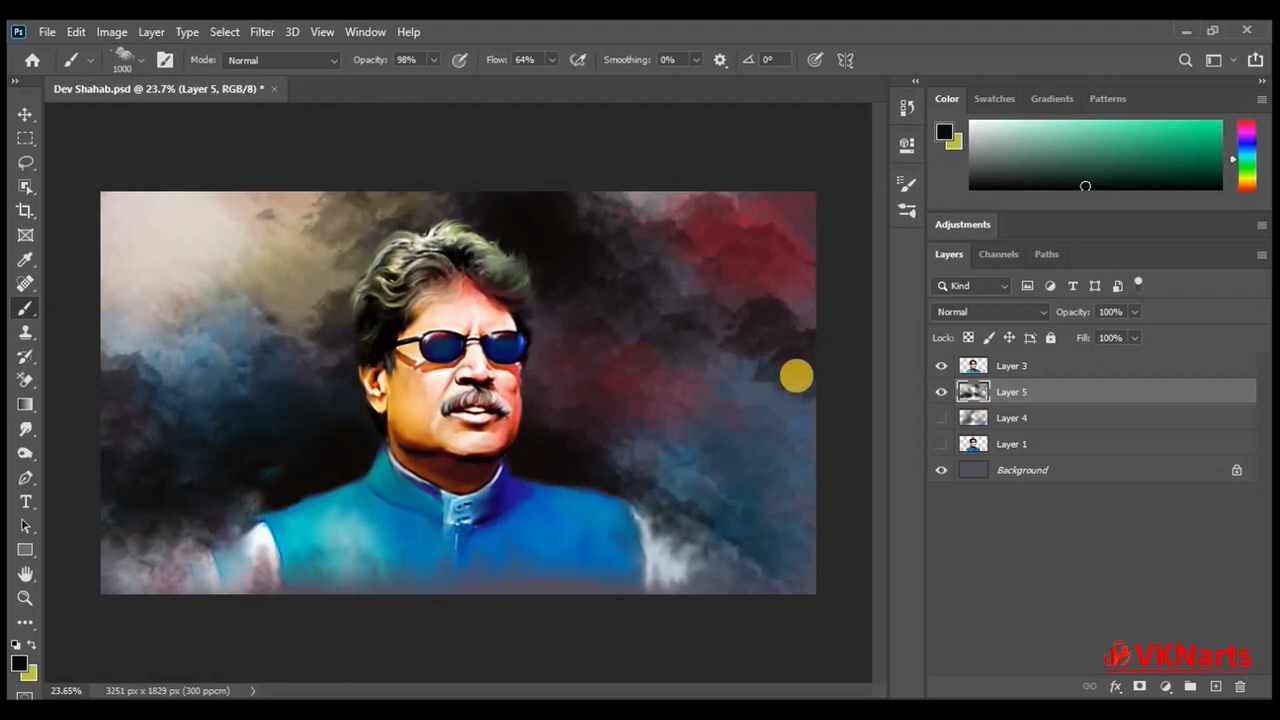 Ps File Edit Image Layer Type Select Filter 3D View Window Help
1000 Mode: Normal Opacity: 98% Flow: 64% Smoothing: 0% 0°
Dev Shahab.psd @ 23.7% (Layer 5, RGB/8) * ×
Color Swatches Gradients Patterns
Adjustments
Layers Channels Paths
Kind
Normal Opacity: 100%
Lock: Fill: 100%
Layer 3
Layer 5
Layer 4
Layer 1
Background
VKNarts
fx
23.65% 3251 px x 1829 px (300 ppcm)